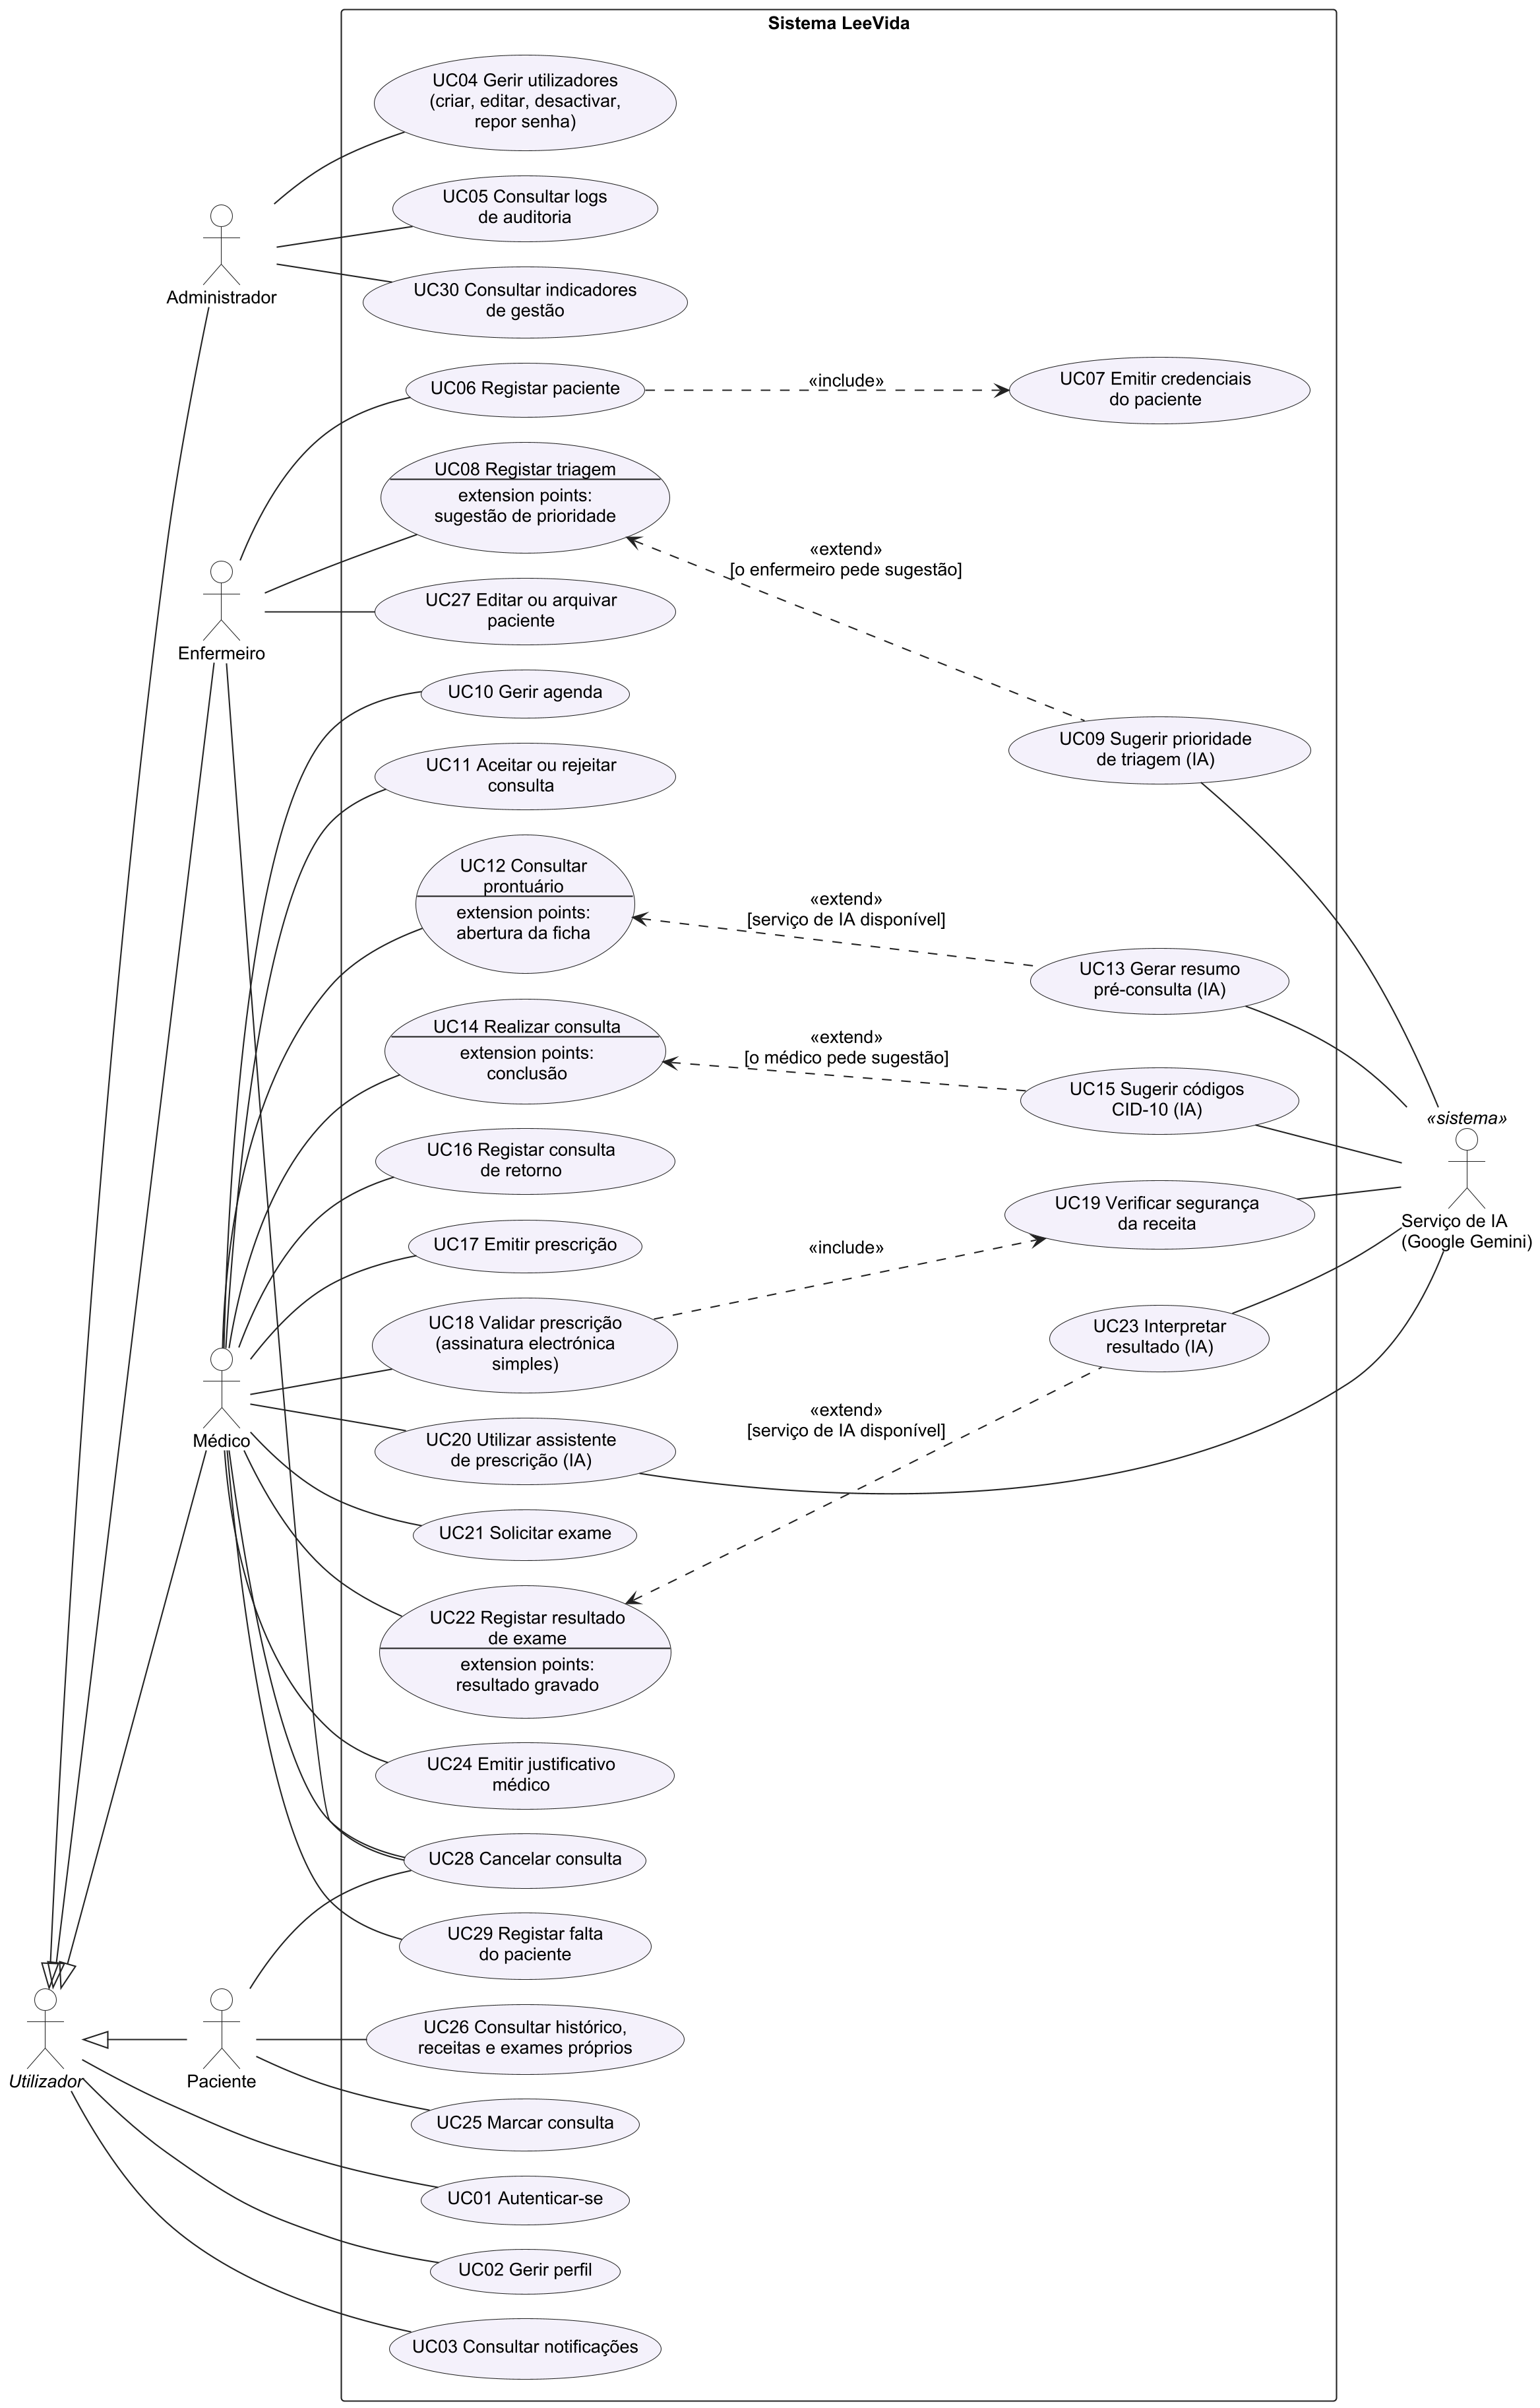 Sistema LeeVida
UC04 Gerir utilizadores
(criar, editar, desactivar,
repor senha)
UC05 Consultar logs
de auditoria
Administrador
UC30 Consultar indicadores
de gestão
UC06 Registar paciente
«include»
UC07 Emitir credenciais
do paciente
UC08 Registar triagem
extension points:
sugestão de prioridade
«extend»
[o enfermeiro pede sugestão]
Enfermeiro
UC27 Editar ou arquivar
paciente
UC10 Gerir agenda
UC09 Sugerir prioridade
de triagem (IA)
UC11 Aceitar ou rejeitar
consulta
UC12 Consultar
prontuário
extension points:
abertura da ficha
«extend»
[serviço de IA disponível]
UC13 Gerar resumo
pré-consulta (IA)
UC14 Realizar consulta
extension points:
conclusão
«extend»
[o médico pede sugestão]
UC15 Sugerir códigos
CID-10 (IA)
«sistema»
Serviço de IA
(Google Gemini)
UC16 Registar consulta
de retorno
UC19 Verificar segurança
da receita
UC17 Emitir prescrição
«include»
UC18 Validar prescrição
(assinatura electrónica
simples)
UC23 Interpretar
resultado (IA)
Médico
«extend»
[serviço de IA disponível]
UC20 Utilizar assistente
de prescrição (IA)
UC21 Solicitar exame
UC22 Registar resultado
de exame
extension points:
resultado gravado
UC24 Emitir justificativo
médico
UC28 Cancelar consulta
UC29 Registar falta
do paciente
UC26 Consultar histórico,
receitas e exames próprios
Utilizador
Paciente
UC25 Marcar consulta
UC01 Autenticar-se
UC02 Gerir perfil
UC03 Consultar notificações